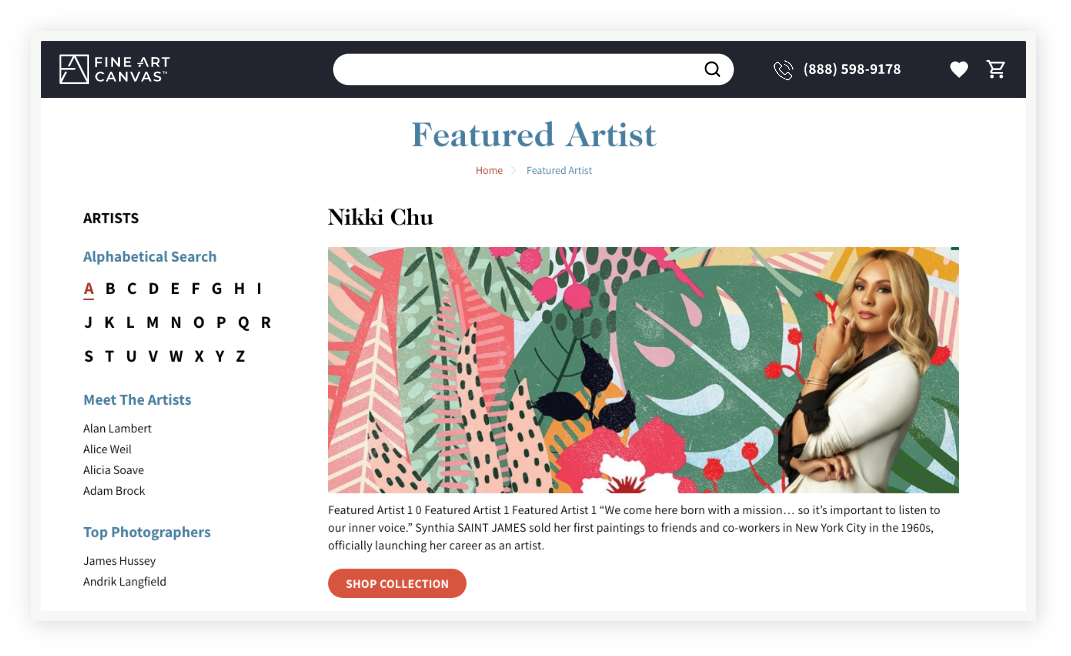 FINE ART
CANVAS™
(888) 598-9178
Featured Artist
Home
Featured Artist
ARTISTS
Alphabetical Search
A B C D E F G H I
J K L M N O P Q R
S T U V W X Y Z
Meet The Artists
Alan Lambert
Alice Weil
Alicia Soave
Adam Brock
Top Photographers
James Hussey
Andrik Langfield
Nikki Chu
Featured Artist 1 0 Featured Artist 1 Featured Artist 1 “We come here born with a mission… so it’s important to listen to
our inner voice.” Synthia SAINT JAMES sold her first paintings to friends and co-workers in New York City in the 1960s,
officially launching her career as an artist.
SHOP COLLECTION